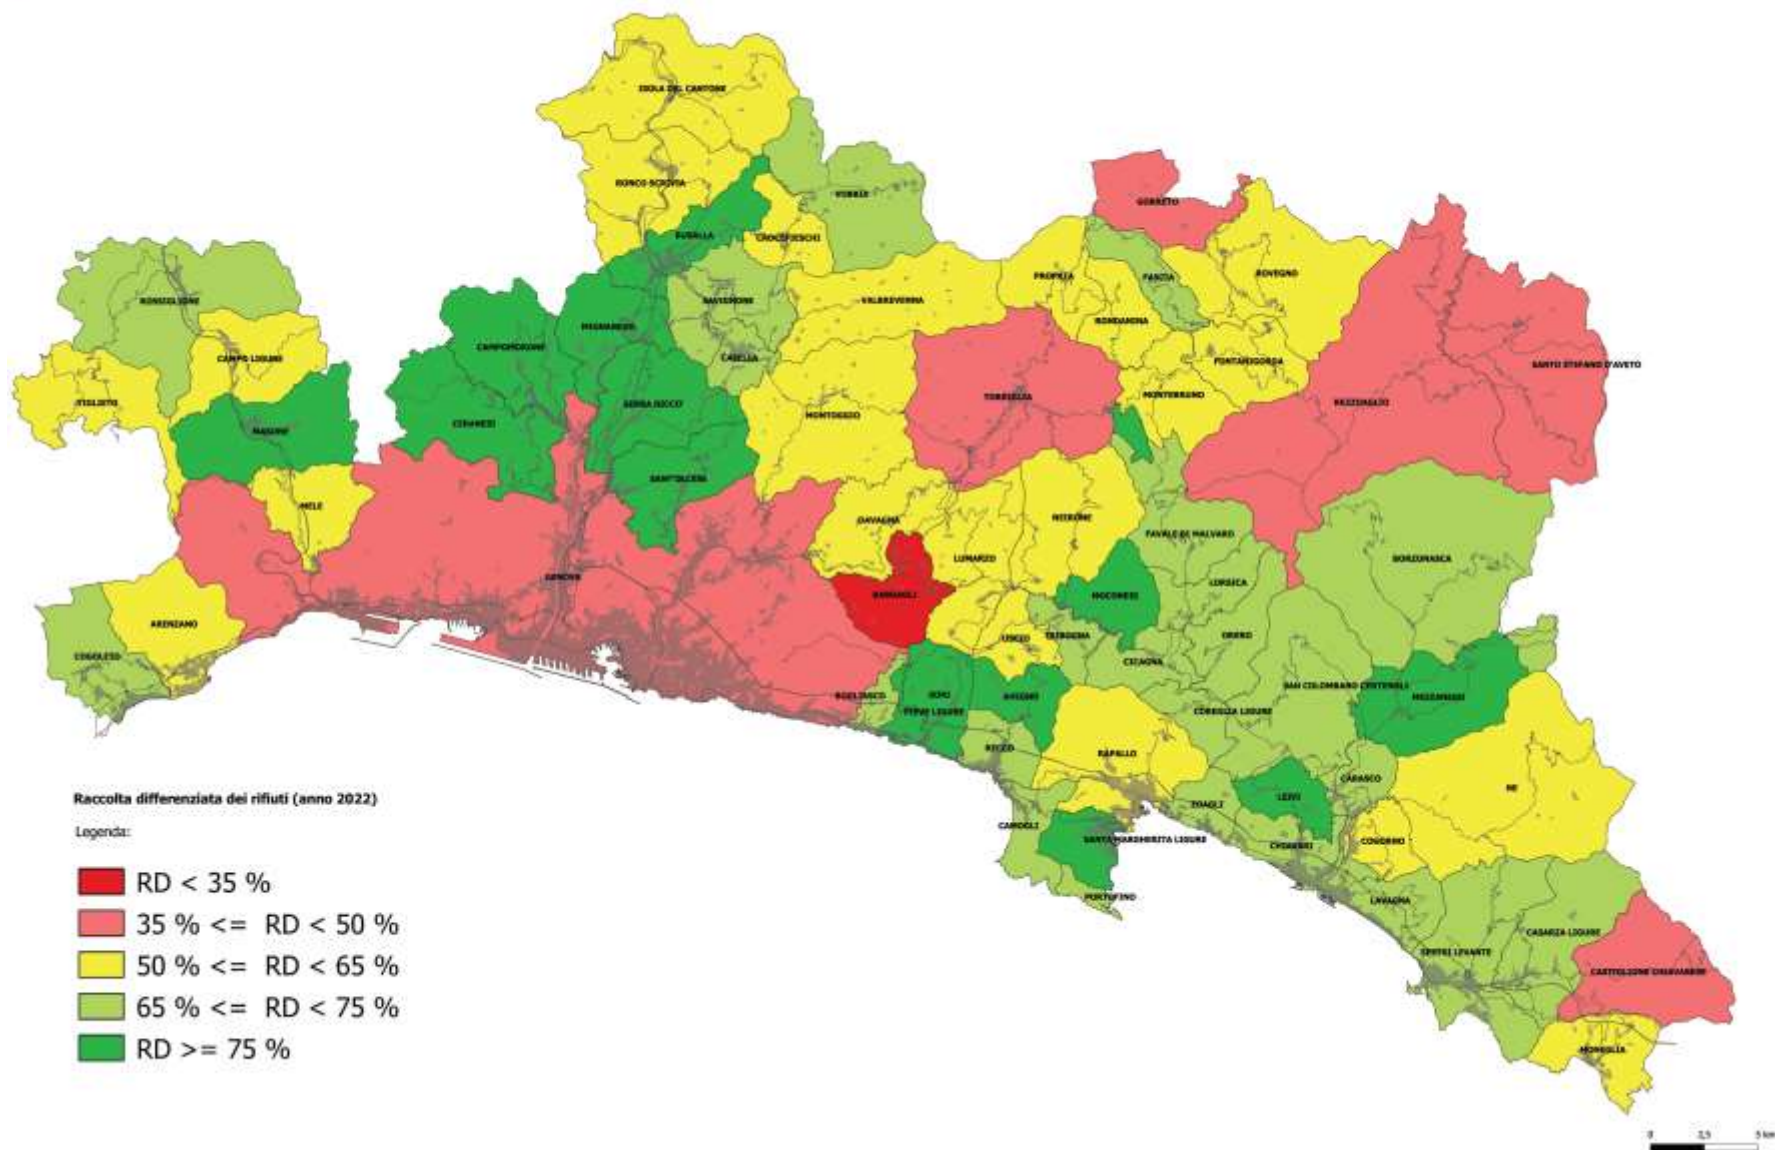 ISOLA DEL CANTONE
RONCO SCRIVIA
VOBBIA
GORRETO
BUSALLA
CROCEFIESCHI
ROSSIGLIONE
SAVIGNONE
VALBREVENNA
PROPATA
FASCIA
ROVEGNO
MIGNANEGO
RONDANINA
CAMPOMORONE
CAMPO LIGURE
CASELLA
FONTANIGORDA
SANTO STEFANO D'AVETO
TIGLIETO
TORRIGLIA
MONTEBRUNO
REZZOAGLIO
SERRA RICCO'
MONTOGGIO
MASONE
CERANESI
SANT'OLCESE
MELE
DAVAGNA
NEIRONE
FAVALE DI MALVARO
LUMARZO
BORZONASCA
GENOVA
LORSICA
BARGAGLI
MOCONESI
ARENZANO
USCIO
TRIBOGNA
ORERO
COGOLETO
CICAGNA
SAN COLOMBANO CERTENOLI
BOGLIASCO
SORI
AVEGNO
MEZZANEGO
PIEVE LIGURE
COREGLIA LIGURE
RECCO
RAPALLO
CARASCO
NE
LEIVI
ZOAGLI
CAMOGLI
SANTA MARGHERITA LIGURE
CHIAVARI
COGORNO
PORTOFINO
LAVAGNA
CASARZA LIGURE
SESTRI LEVANTE
CASTIGLIONE CHIAVARESE
MONEGLIA
Raccolta differenziata dei rifiuti (anno 2022)
Legenda:
RD < 35 %
35 % <= RD < 50 %
50 % <= RD < 65 %
65 % <= RD < 75 %
RD >= 75 %
0 2,5 5 km